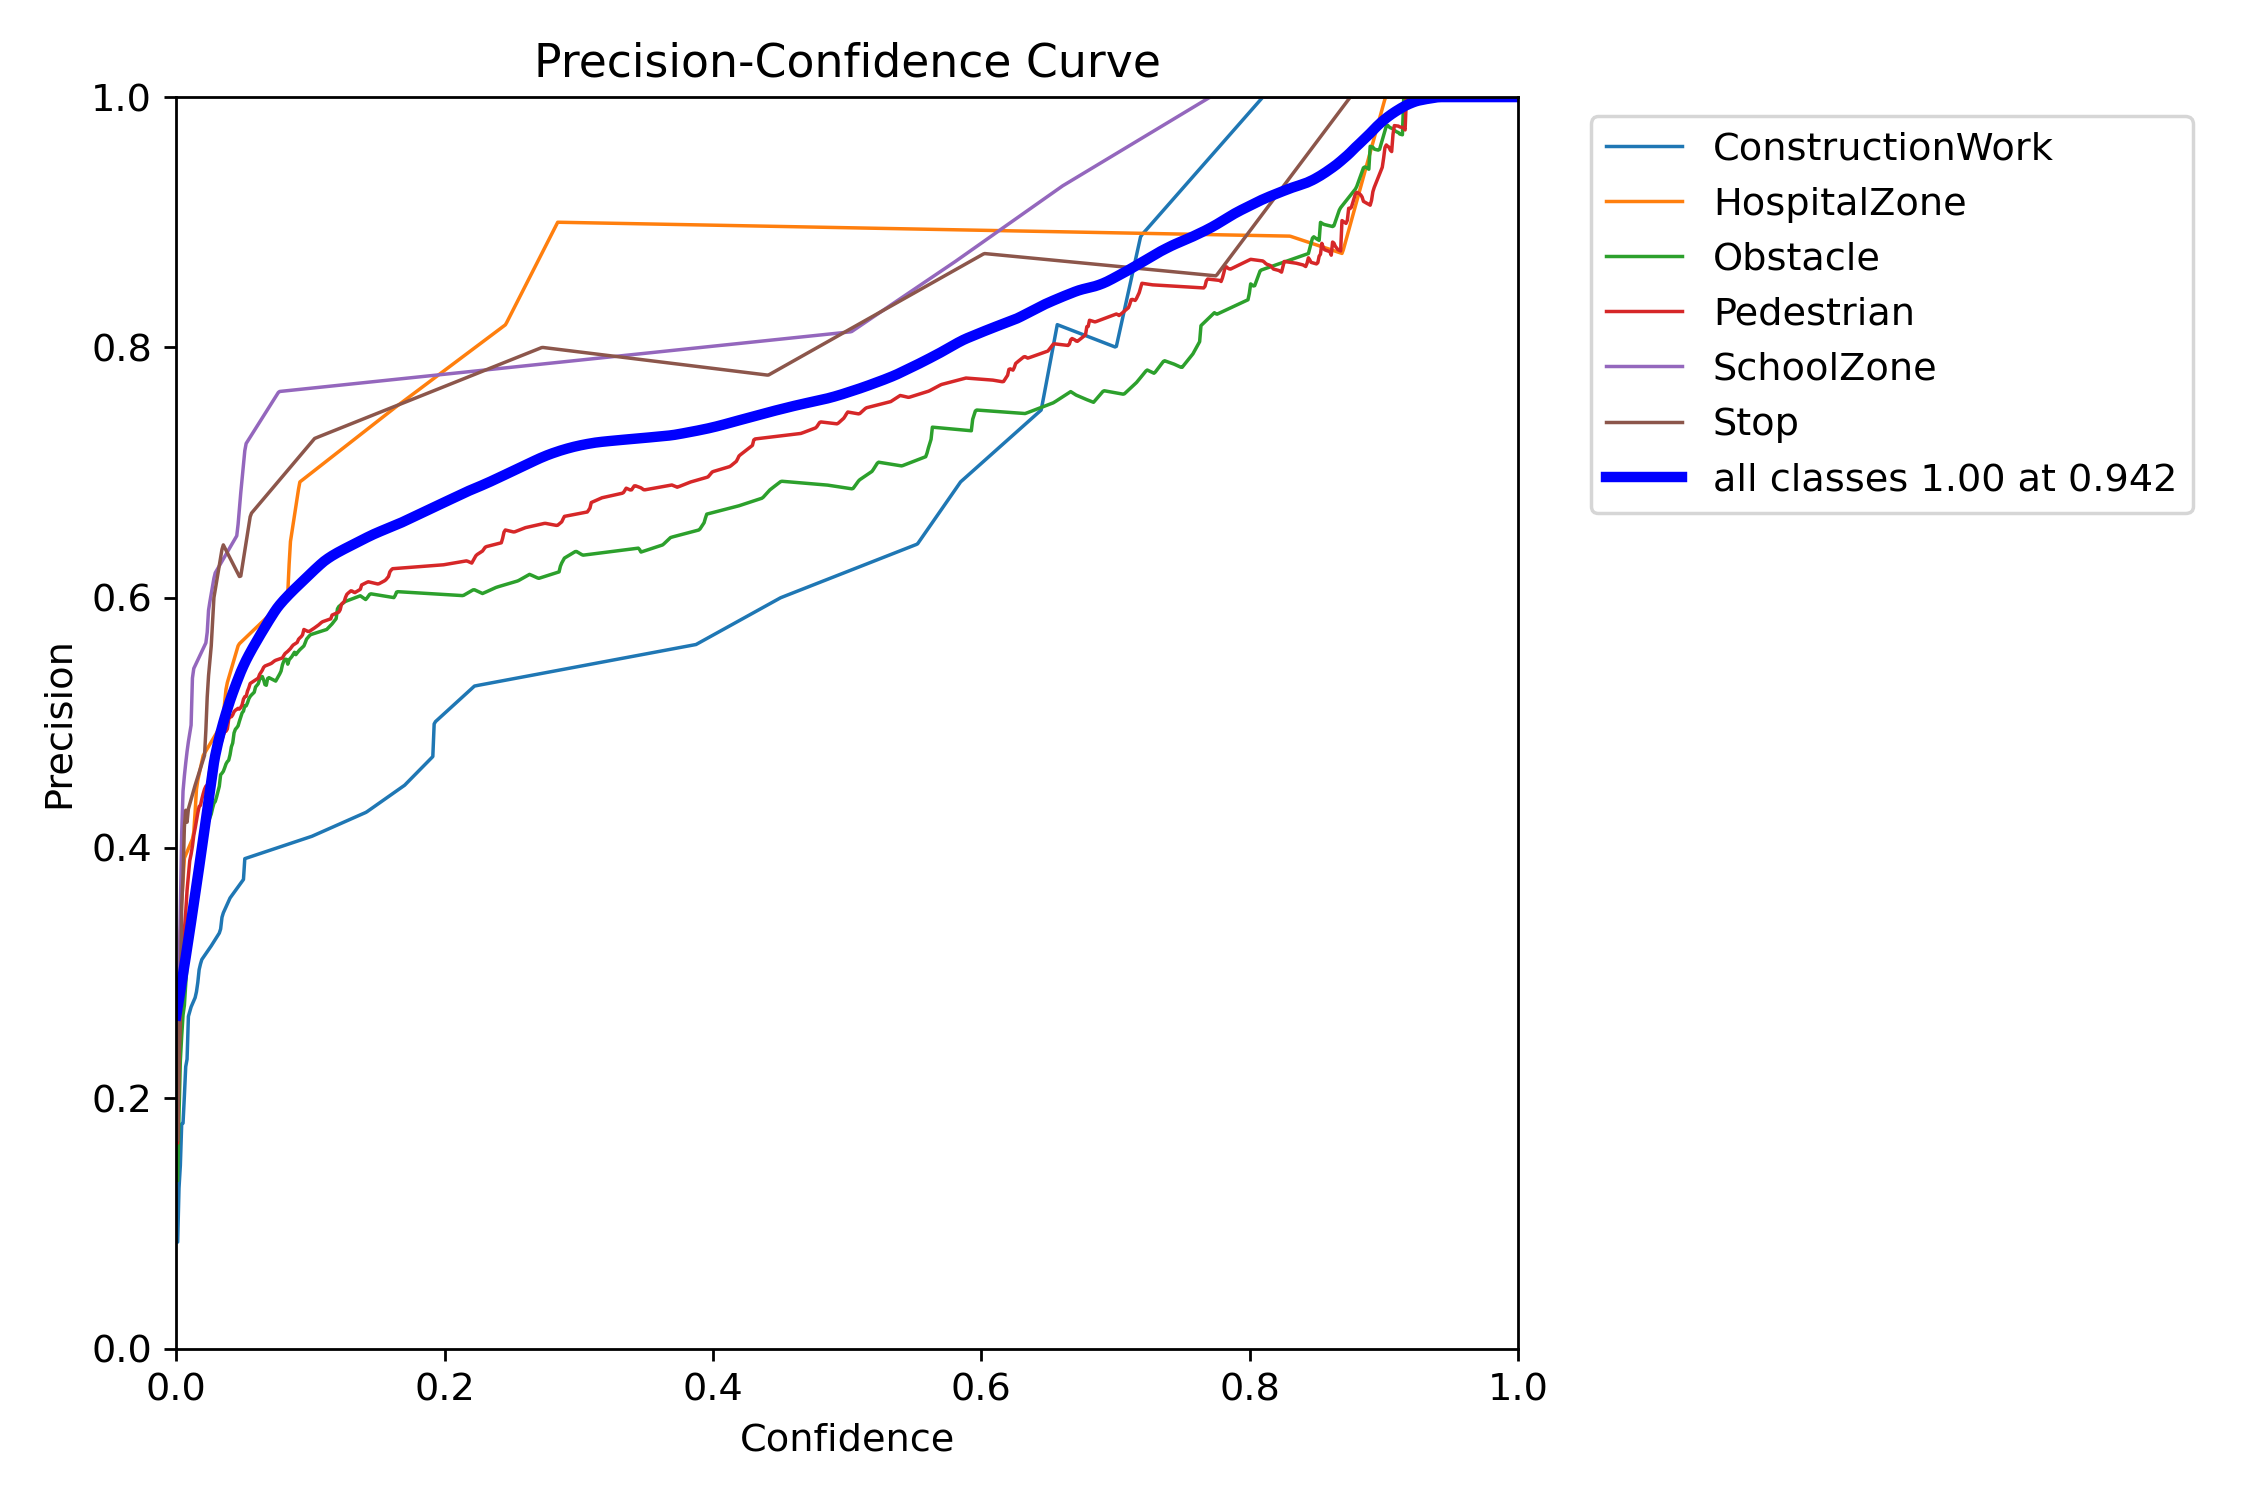 Precision-Confidence Curve
1.0
0.8
0.6
0.4
0.2
0.0
Precision
0.0 0.2 0.4 0.6 0.8 1.0
Confidence
ConstructionWork
HospitalZone
Obstacle
Pedestrian
SchoolZone
Stop
all classes 1.00 at 0.942